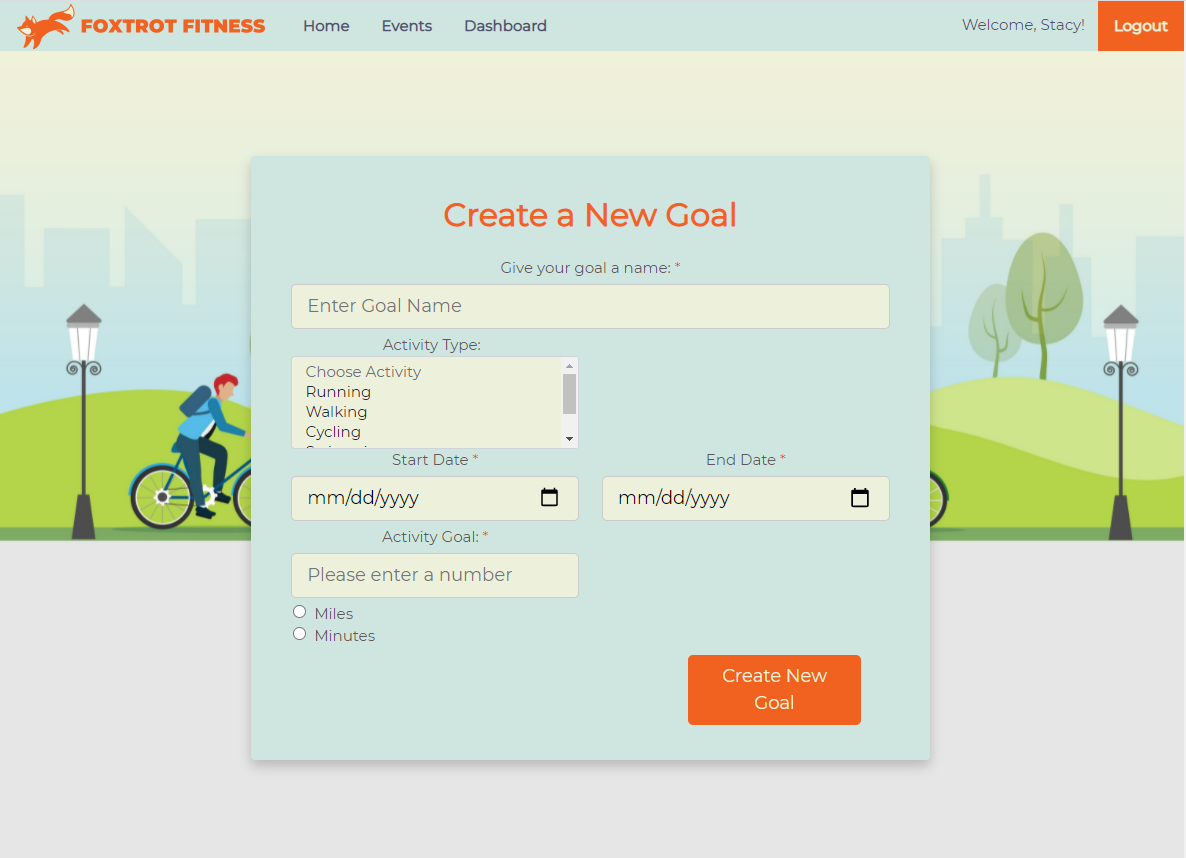 FOXTROT FITNESS Home Events Dashboard Welcome, Stacy! Logout
Create a New Goal
Give your goal a name: *
Enter Goal Name
Activity Type:
Choose Activity
Running
Walking
Cycling
Start Date * End Date *
mm/dd/yyyy mm/dd/yyyy
Activity Goal: *
Please enter a number
Miles
Minutes
Create New
Goal